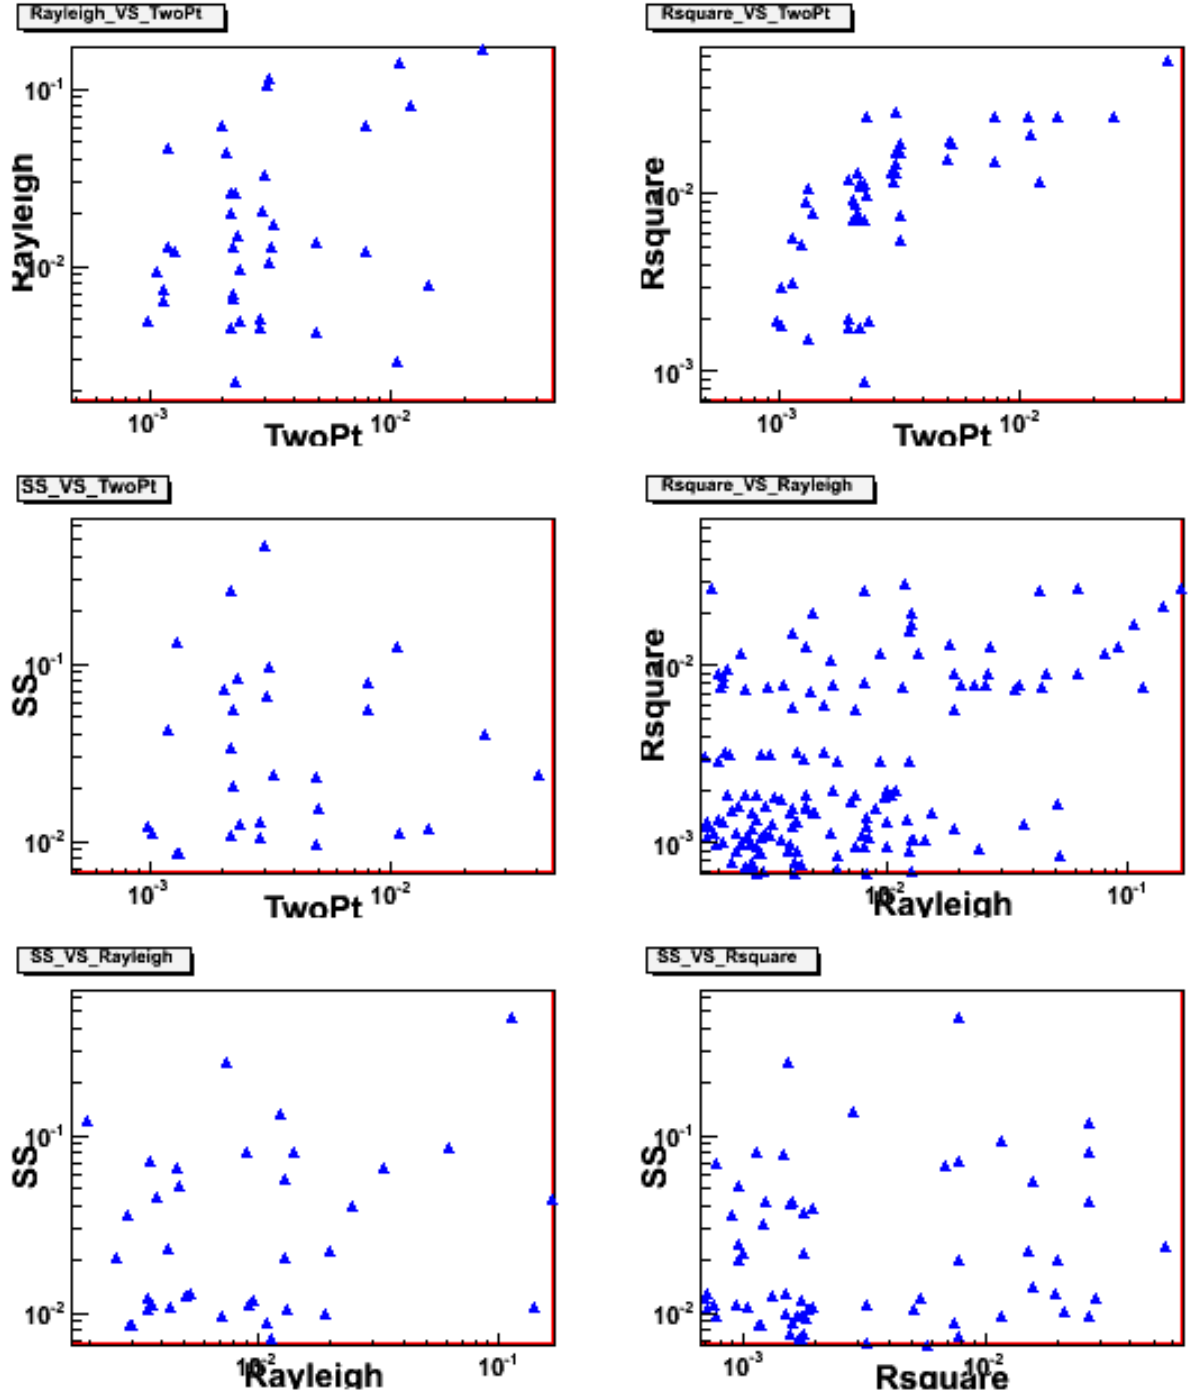 Rayleigh_VS_TwoPt
Rayleigh
10-1
10-2
10-3
10-2
TwoPt
Rsquare_VS_TwoPt
Rsquare
10-2
10-3
10-3
10-2
TwoPt
SS_VS_TwoPt
SS
10-1
10-2
10-3
10-2
TwoPt
Rsquare_VS_Rayleigh
Rsquare
10-2
10-3
10-2
10-1
Rayleigh
SS_VS_Rayleigh
SS
10-1
10-2
10-2
10-1
Rayleigh
SS_VS_Rsquare
SS
10-1
10-2
10-3
10-2
Rsquare